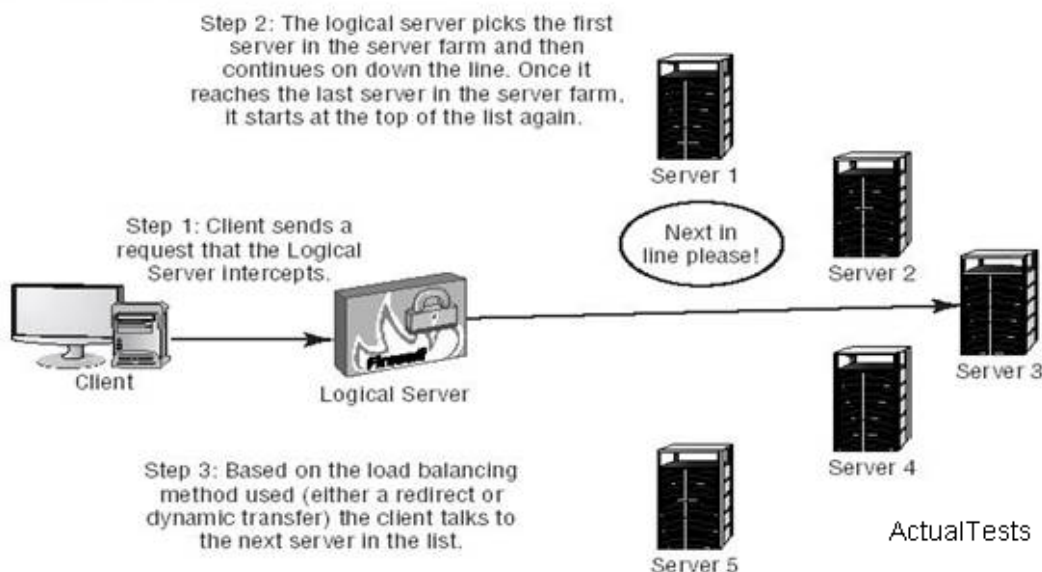 Step 2: The logical server picks the first
server in the server farm and then
continues on down the line. Once it
reaches the last server in the server farm,
it starts at the top of the list again.
Server 1
Step 1: Client sends a
request that the Logical
Server intercepts.
Next in
line please!
Server 2
Firewall
Client
Logical Server
Server 3
Server 4
Step 3: Based on the load balancing
method used (either a redirect or
dynamic transfer) the client talks to
the next server in the list.
ActualTests
Server 5